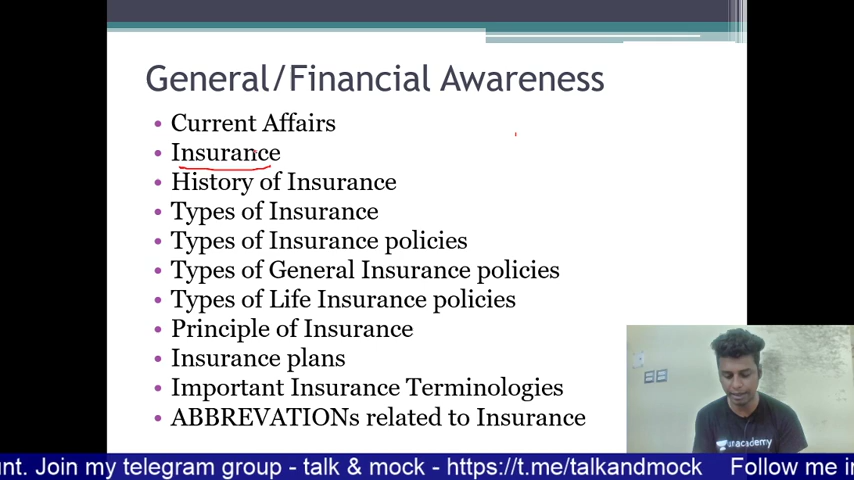 General/Financial Awareness
• Current Affairs
• Insurance
• History of Insurance
• Types of Insurance
• Types of Insurance policies
• Types of General Insurance policies
• Types of Life Insurance policies
• Principle of Insurance
• Insurance plans
• Important Insurance Terminologies
• ABBREVATIONs related to Insurance
unacademy
Join my telegram group - talk & mock - https://t.me/talkandmock Follow me